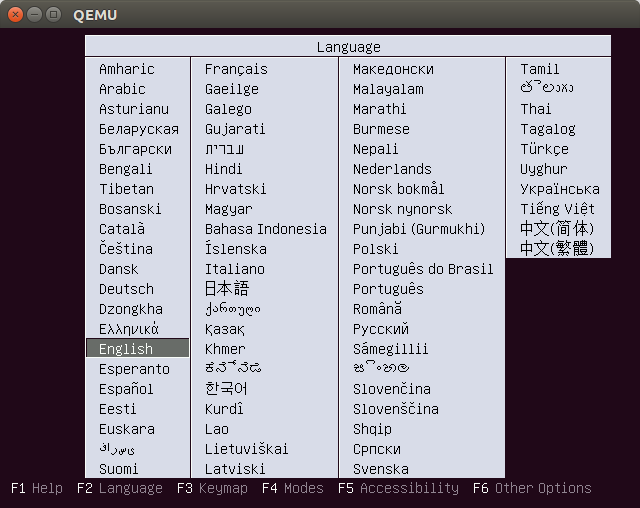 QEMU
Language
Amharic
Arabic
Asturianu
Беларуская
Български
Bengali
Tibetan
Bosanski
Català
Čeština
Dansk
Deutsch
Dzongkha
Ελληνικά
English
Esperanto
Español
Eesti
Euskara
Suomi
Français
Gaeilge
Galego
Gujarati
עברית
Hindi
Hrvatski
Magyar
Bahasa Indonesia
Íslenska
Italiano
日本語
ქართული
Қазақ
Khmer
한국어
Kurdî
Lao
Lietuviškai
Latviski
Македонски
Malayalam
Marathi
Burmese
Nepali
Nederlands
Norsk bokmål
Norsk nynorsk
Punjabi (Gurmukhi)
Polski
Português do Brasil
Português
Română
Русский
Sámegillii
Slovenčina
Slovenščina
Shqip
Српски
Svenska
Tamil
Thai
Tagalog
Türkçe
Uyghur
Українська
Tiếng Việt
中文(简体)
中文(繁體)
F1 Help F2 Language F3 Keymap F4 Modes F5 Accessibility F6 Other Options